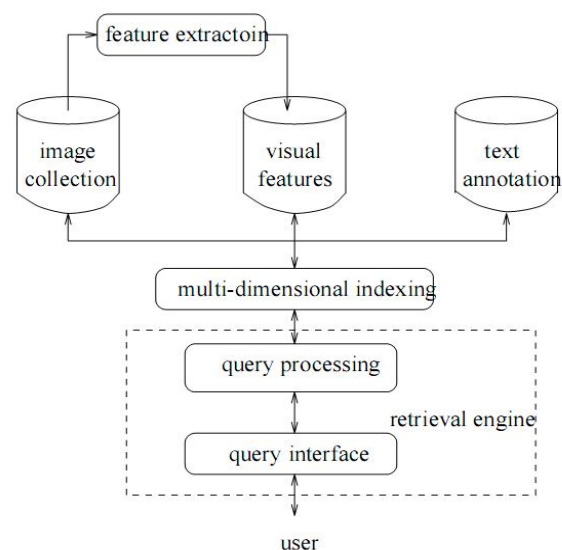 feature extractoin
image
collection
visual
features
text
annotation
multi-dimensional indexing
query processing
retrieval engine
query interface
user